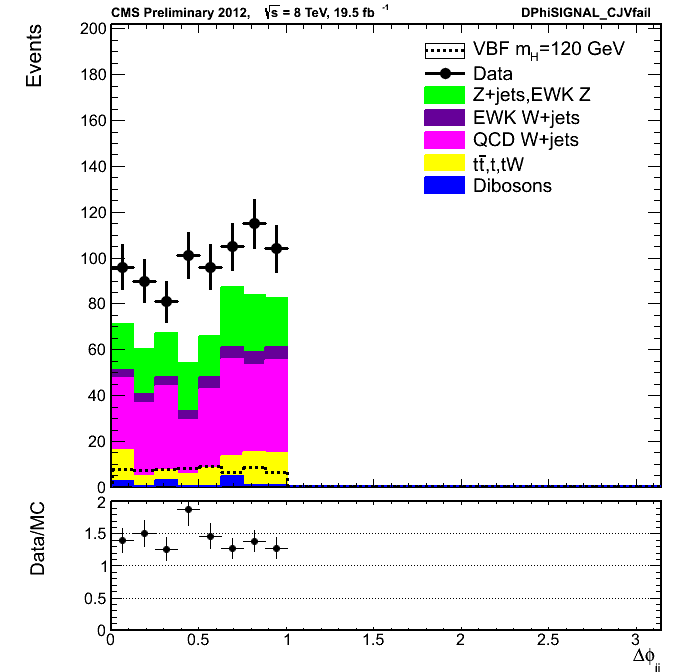 CMS Preliminary 2012, √s = 8 TeV, 19.5 fb⁻¹ DPhiSIGNAL_CJVfail
Events
200
180
160
140
120
100
80
60
40
20
0
VBF m_H=120 GeV
Data
Z+jets,EWK Z
EWK W+jets
QCD W+jets
tt̄,t,tW
Dibosons
Data/MC
2
1.5
1
0.5
0
0 0.5 1 1.5 2 2.5 3
Δϕ_jj